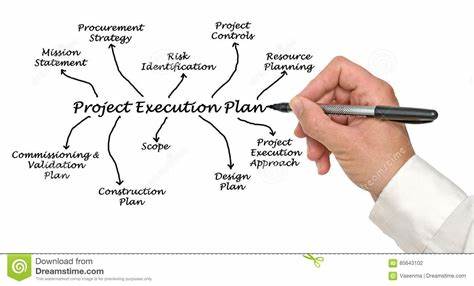 Project
Controls
Procurement
Strategy
Mission
Statement
Risk
Identification
Resource
Planning
Project Execution Plan
Commissioning &
Validation
Plan
Scope
Project
Execution
Approach
Construction
Plan
Design
Plan
dreamstime
Download from
Dreamstime.com
This watermarked comp image is for previewing purposes only.
85643102
Vaeenma | Dreamstime.com